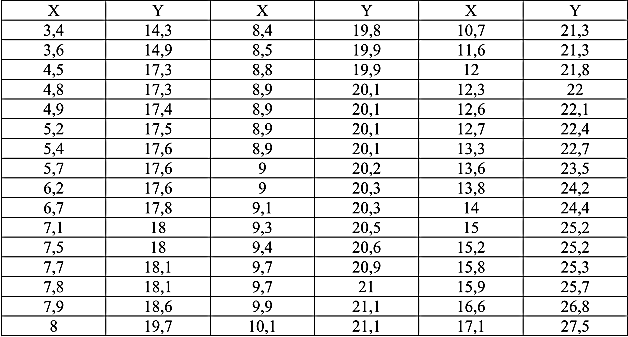 X Y X Y X Y
3,4 14,3 8,4 19,8 10,7 21,3
3,6 14,9 8,5 19,9 11,6 21,3
4,5 17,3 8,8 19,9 12 21,8
4,8 17,3 8,9 20,1 12,3 22
4,9 17,4 8,9 20,1 12,6 22,1
5,2 17,5 8,9 20,1 12,7 22,4
5,4 17,6 8,9 20,1 13,3 22,7
5,7 17,6 9 20,2 13,6 23,5
6,2 17,6 9 20,3 13,8 24,2
6,7 17,8 9,1 20,3 14 24,4
7,1 18 9,3 20,5 15 25,2
7,5 18 9,4 20,6 15,2 25,2
7,7 18,1 9,7 20,9 15,8 25,3
7,8 18,1 9,7 21 15,9 25,7
7,9 18,6 9,9 21,1 16,6 26,8
8 19,7 10,1 21,1 17,1 27,5